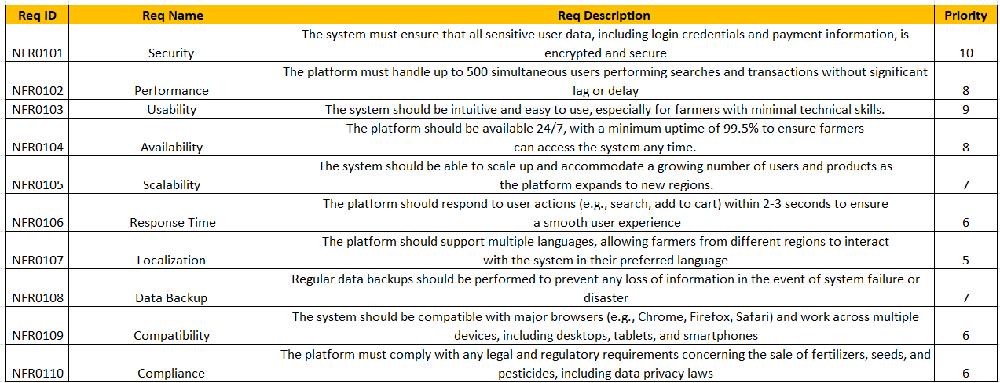 Req ID Req Name Req Description Priority
The system must ensure that all sensitive user data, including login credentials and payment information, is
NFR0101 Security encrypted and secure 10
The platform must handle up to 500 simultaneous users performing searches and transactions without significant
NFR0102 Performance lag or delay 8
NFR0103 Usability The system should be intuitive and easy to use, especially for farmers with minimal technical skills. 9
The platform should be available 24/7, with a minimum uptime of 99.5% to ensure farmers
NFR0104 Availability can access the system any time. 8
The system should be able to scale up and accommodate a growing number of users and products as
NFR0105 Scalability the platform expands to new regions. 7
The platform should respond to user actions (e.g., search, add to cart) within 2-3 seconds to ensure
NFR0106 Response Time a smooth user experience 6
The platform should support multiple languages, allowing farmers from different regions to interact
NFR0107 Localization with the system in their preferred language 5
Regular data backups should be performed to prevent any loss of information in the event of system failure or
NFR0108 Data Backup disaster 7
The system should be compatible with major browsers (e.g., Chrome, Firefox, Safari) and work across multiple
NFR0109 Compatibility devices, including desktops, tablets, and smartphones 6
The platform must comply with any legal and regulatory requirements concerning the sale of fertilizers, seeds, and
NFR0110 Compliance pesticides, including data privacy laws 6